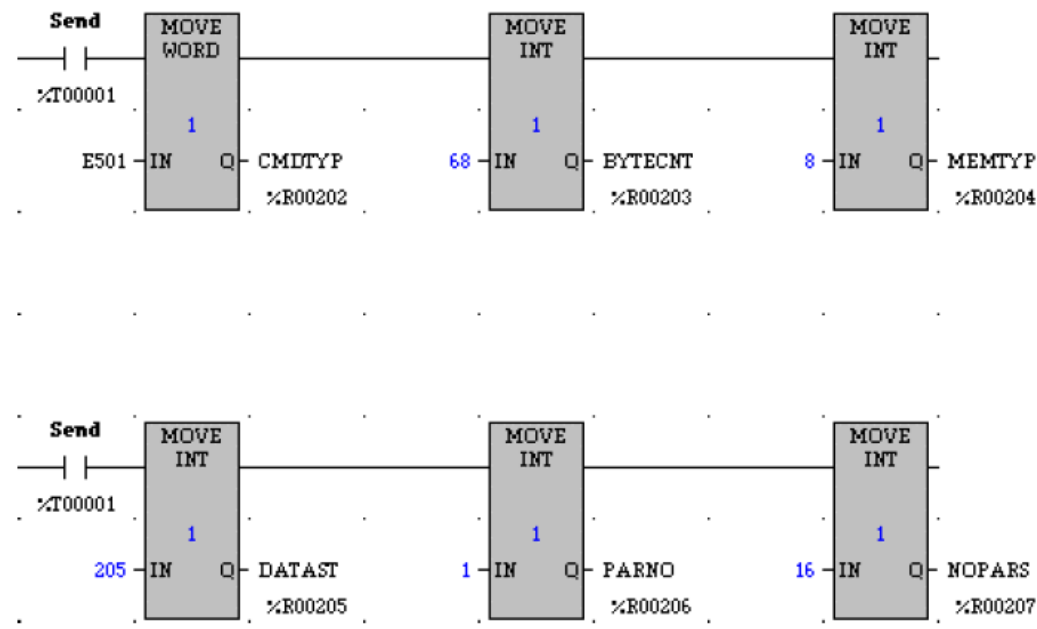 Send
MOVE WORD MOVE INT MOVE INT
%T00001
1 1 1
E501 IN Q CMDTYP 68 IN Q BYTECNT 8 IN Q MEMTYP
%R00202 %R00203 %R00204
Send
MOVE INT MOVE INT MOVE INT
%T00001
1 1 1
205 IN Q DATAST 1 IN Q PARNO 16 IN Q NOPARS
%R00205 %R00206 %R00207